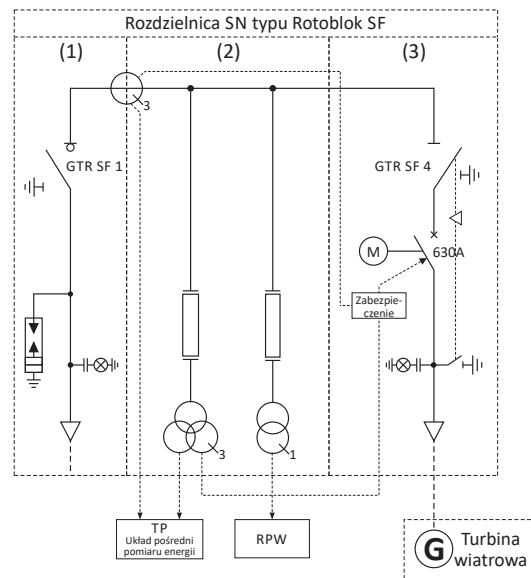 Rozdzielnica SN typu Rotoblok SF
(1)
(2)
(3)
3
GTR SF 1
GTR SF 4
M
630A
Zabezpie-
czenie
3
1
TP
Układ pośredni
pomiaru energii
RPW
G
Turbina
wiatrowa